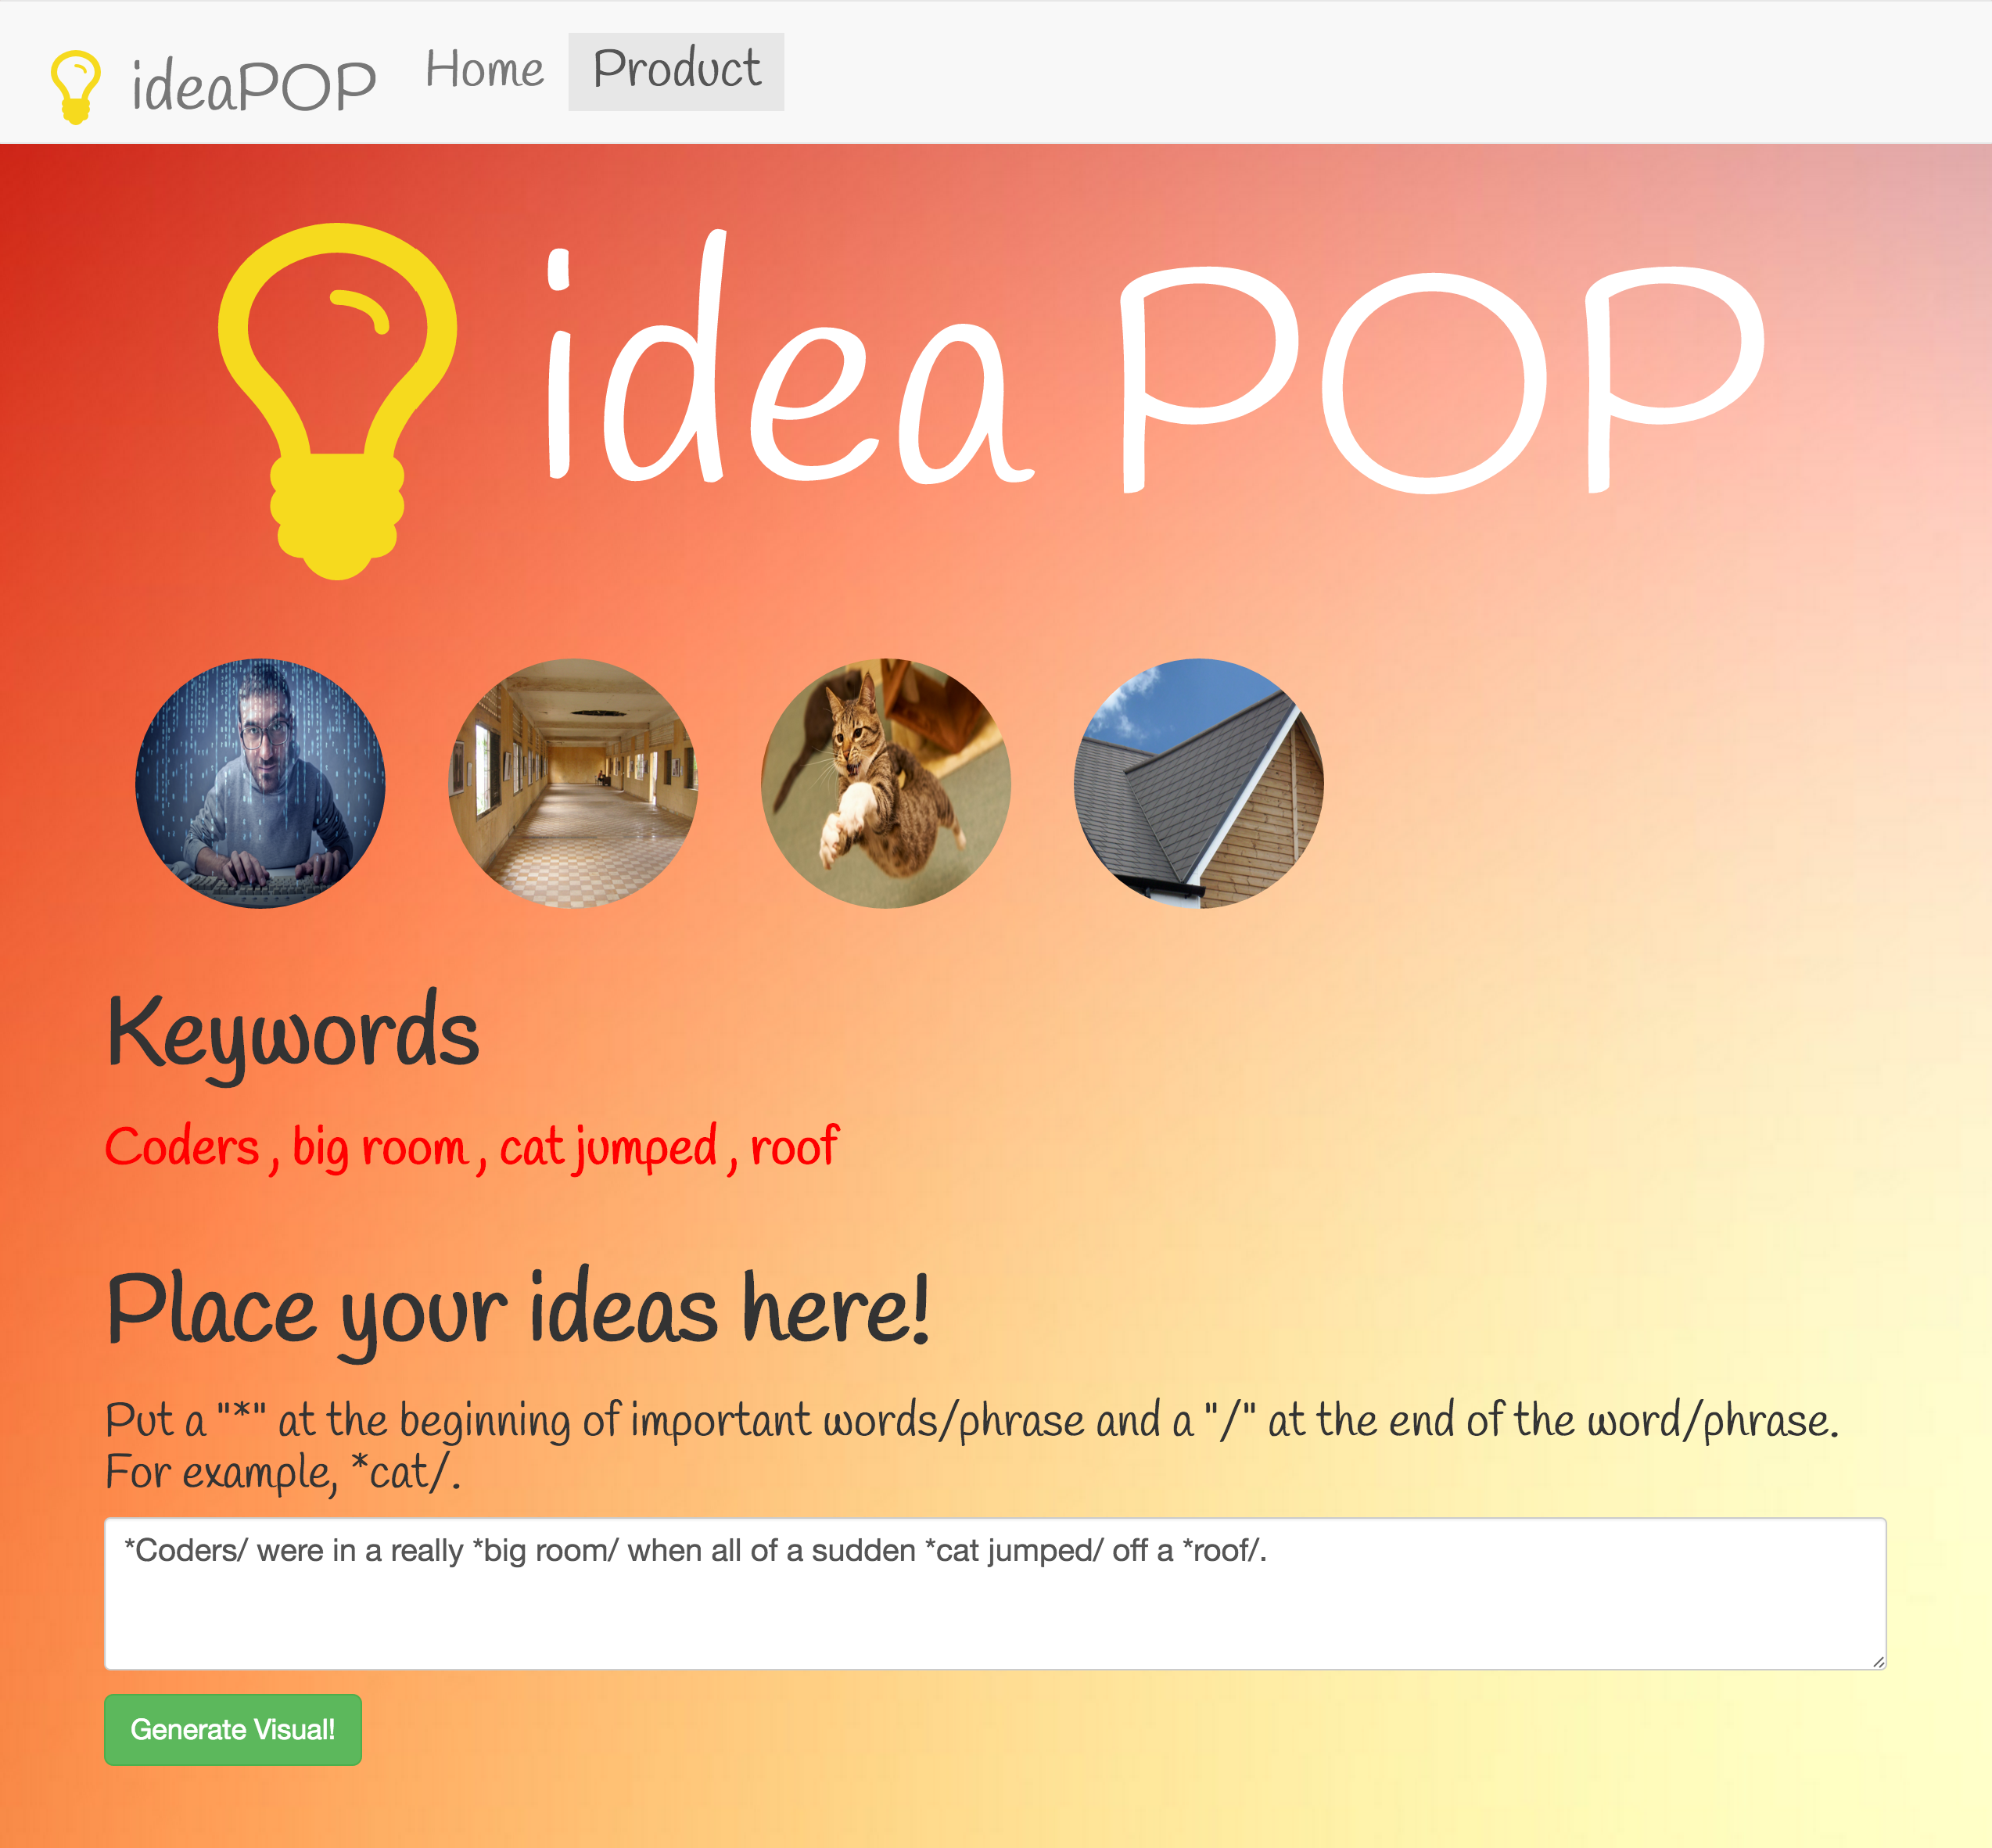 ideaPOP Home Product
idea POP
Keywords
Coders , big room , cat jumped , roof
Place your ideas here!
Put a "*" at the beginning of important words/phrase and a "/" at the end of the word/phrase.
For example, *cat/.
*Coders/ were in a really *big room/ when all of a sudden *cat jumped/ off a *roof/.
Generate Visual!